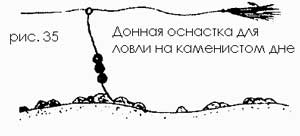 Донная оснастка для
рис. 35 ловли на каменистом дне